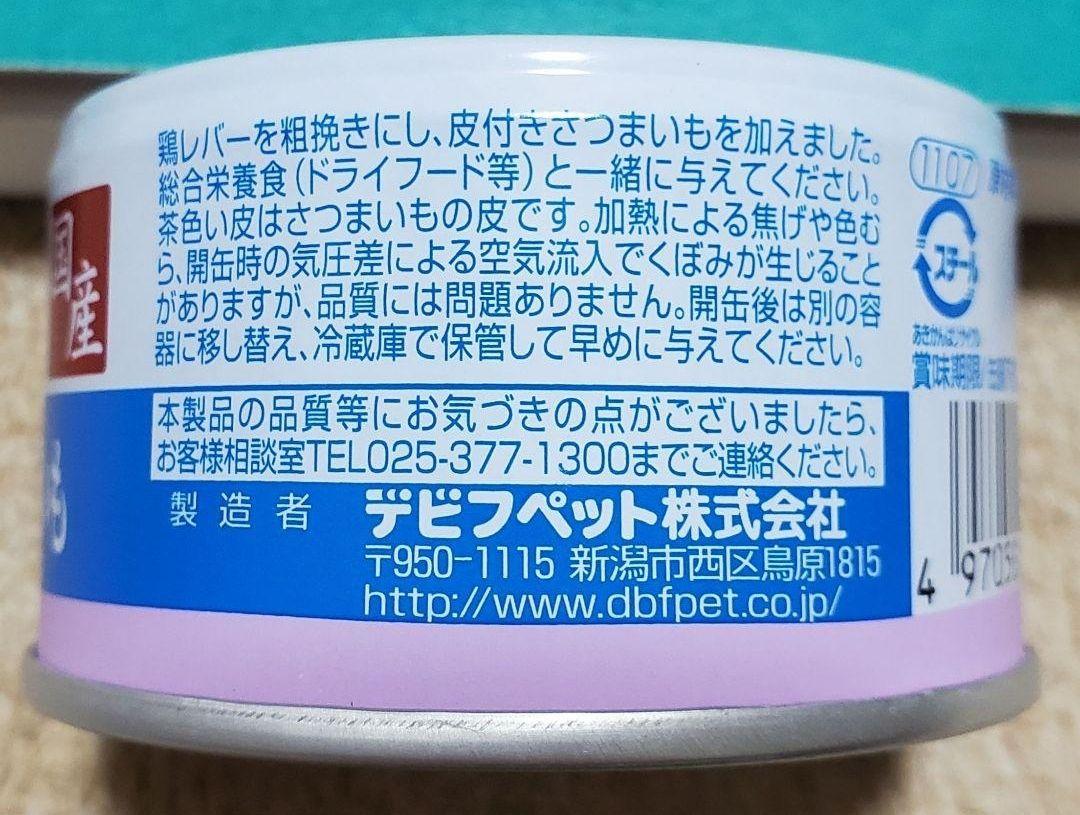 鶏レバーを粗挽きにし、皮付きさつまいもを加えました。
総合栄養食(ドライフード等)と一緒に与えてください。
茶色い皮はさつまいもの皮です。加熱による焦げや色む
ら、開缶時の気圧差による空気流入でくぼみが生じること
がありますが、品質には問題ありません。開缶後は別の容
器に移し替え、冷蔵庫で保管して早めに与えてください。
本製品の品質等にお気づきの点がございましたら、
お客様相談室TEL025-377-1300までご連絡ください。
製造者 デビフペット株式会社
〒950-1115 新潟市西区鳥原1815
http://www.dbfpet.co.jp/
国産
も
1107
スチール
あきかんはリサイクル
賞味期限
4 9703